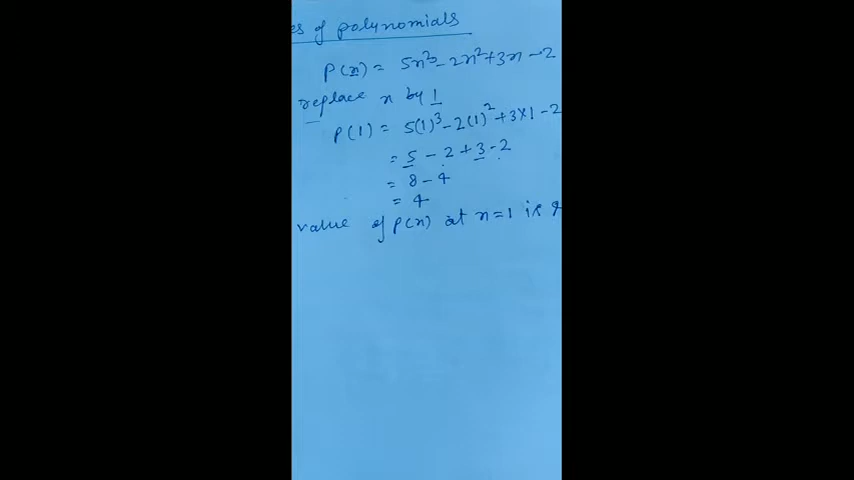 es of polynomials
P(x) = 5x³ - 2x² + 3x - 2
replace x by 1
P(1) = 5(1)³ - 2(1)² + 3×1 - 2
= 5 - 2 + 3 - 2
= 8 - 4
= 4
value of P(x) at x = 1 is 4